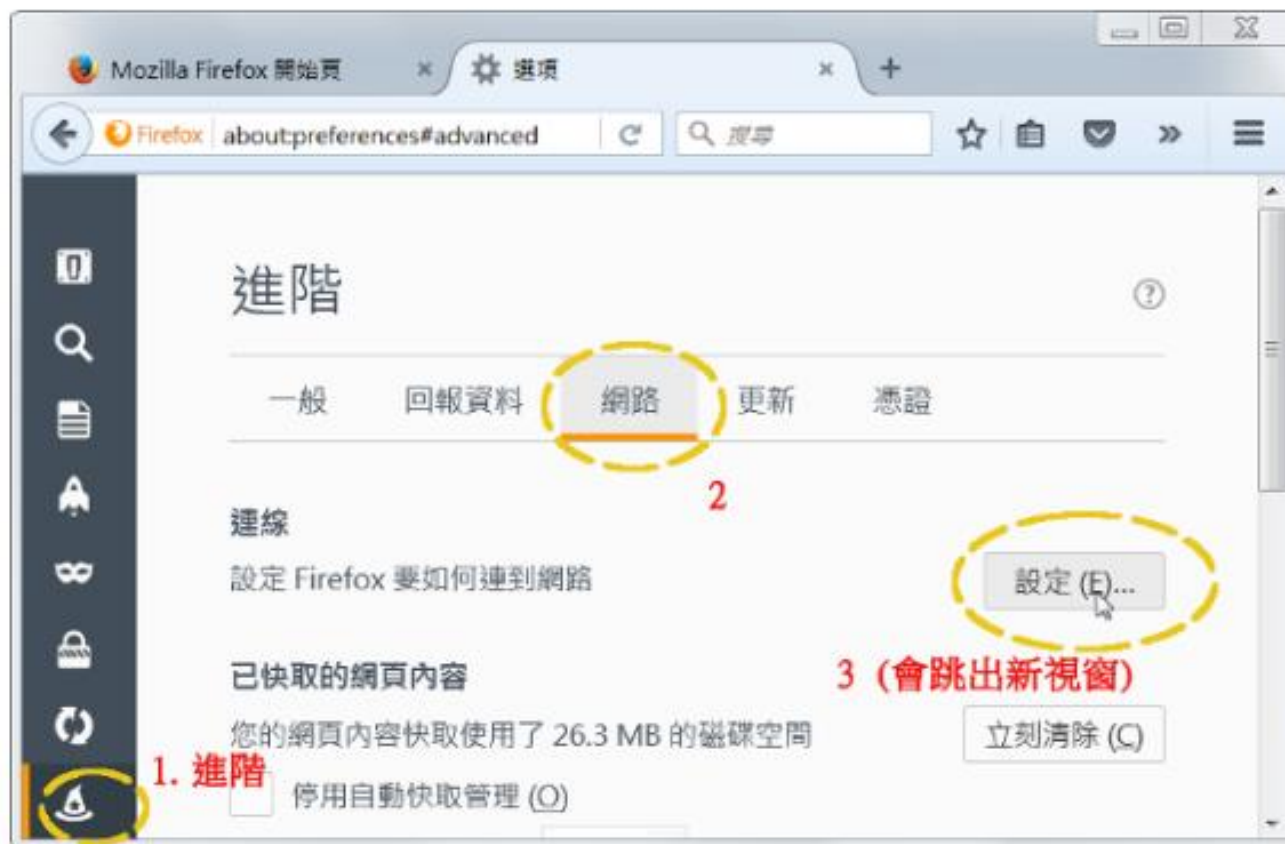 Mozilla Firefox 開始頁
選項
Firefox about:preferences#advanced
搜尋
進階
一般 回報資料 網路 更新 憑證
2
連線
設定 Firefox 要如何連到網路
設定 (E)...
3 (會跳出新視窗)
已快取的網頁內容
您的網頁內容快取使用了 26.3 MB 的磁碟空間
立刻清除 (C)
1. 進階
停用自動快取管理 (O)